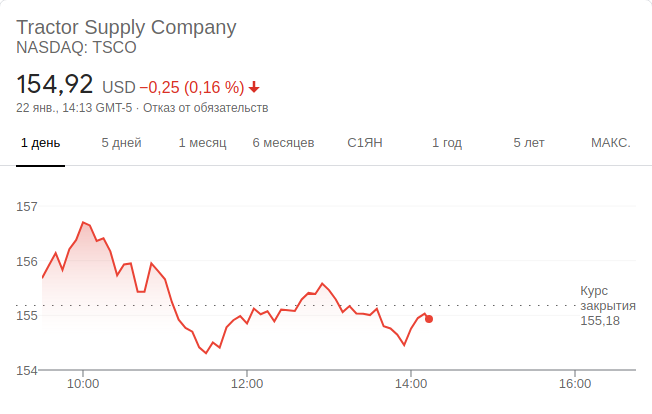 Tractor Supply Company
NASDAQ: TSCO
154,92 USD −0,25 (0,16 %)
22 янв., 14:13 GMT-5 · Отказ от обязательств
1 день 5 дней 1 месяц 6 месяцев С1ЯН 1 год 5 лет МАКС.
157
156
155
154
Курс
закрытия
155,18
10:00 12:00 14:00 16:00